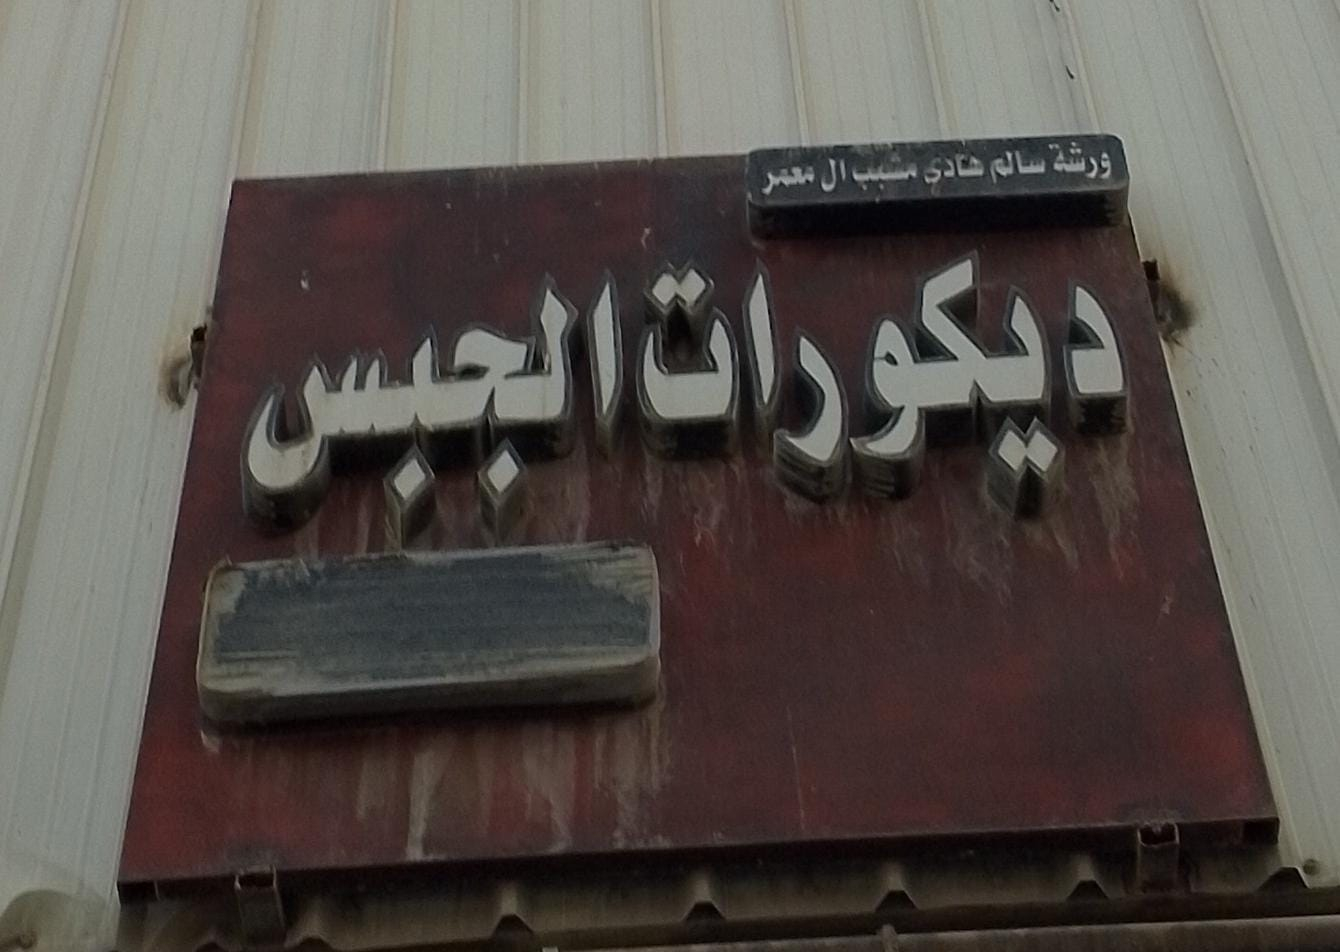 ورشة سالم هادي مشبب ال معمر
ديكورات الجبس